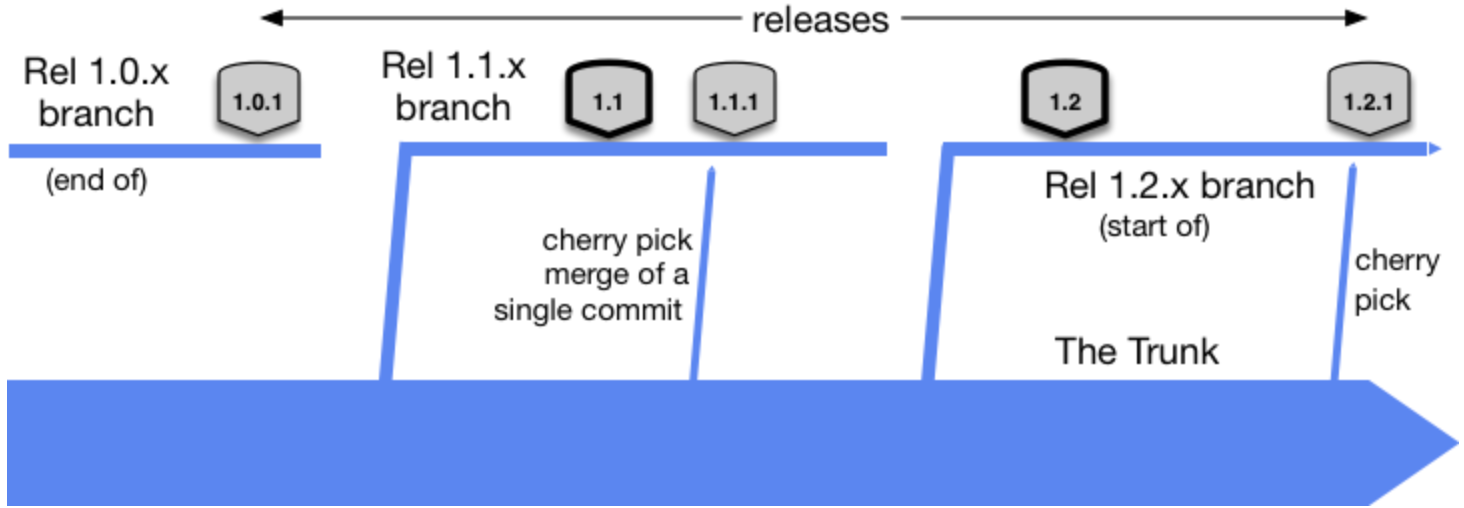 releases
Rel 1.0.x
branch
(end of)
1.0.1
Rel 1.1.x
branch
1.1
1.1.1
cherry pick
merge of a
single commit
1.2
1.2.1
Rel 1.2.x branch
(start of)
cherry
pick
The Trunk